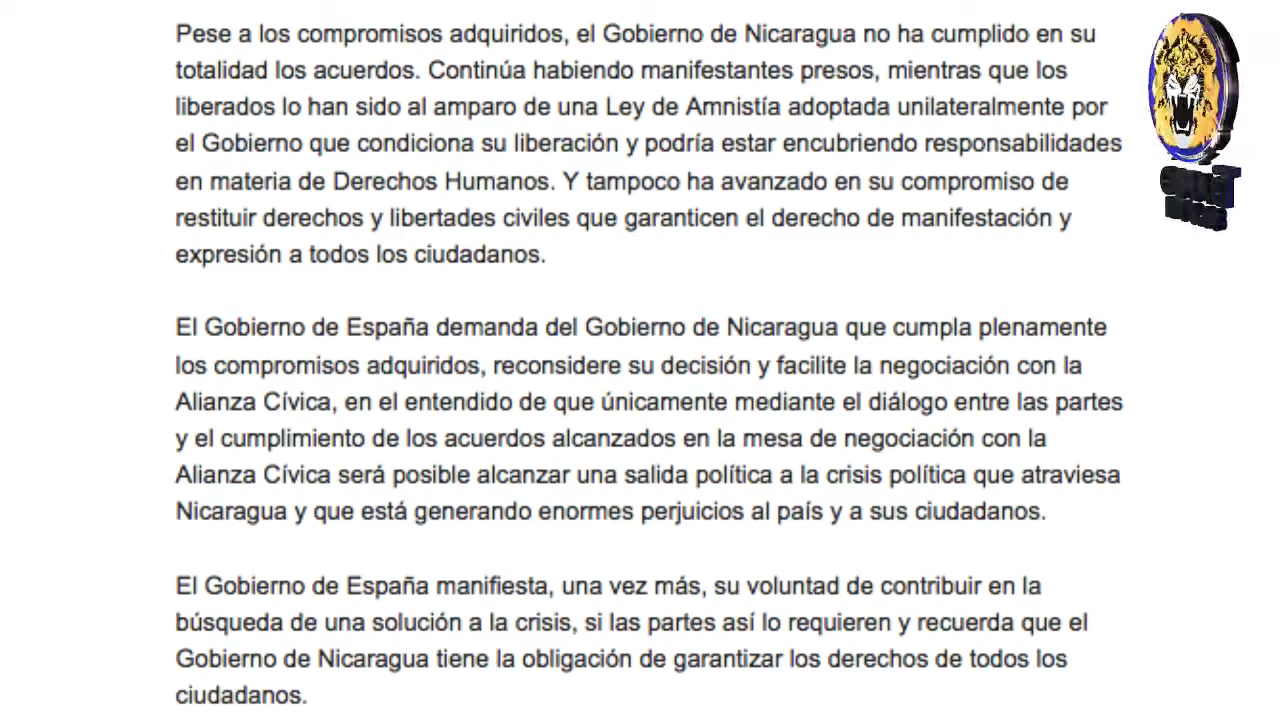 Pese a los compromisos adquiridos, el Gobierno de Nicaragua no ha cumplido en su
totalidad los acuerdos. Continúa habiendo manifestantes presos, mientras que los
liberados lo han sido al amparo de una Ley de Amnistía adoptada unilateralmente por
el Gobierno que condiciona su liberación y podría estar encubriendo responsabilidades
en materia de Derechos Humanos. Y tampoco ha avanzado en su compromiso de
restituir derechos y libertades civiles que garanticen el derecho de manifestación y
expresión a todos los ciudadanos.
El Gobierno de España demanda del Gobierno de Nicaragua que cumpla plenamente
los compromisos adquiridos, reconsidere su decisión y facilite la negociación con la
Alianza Cívica, en el entendido de que únicamente mediante el diálogo entre las partes
y el cumplimiento de los acuerdos alcanzados en la mesa de negociación con la
Alianza Cívica será posible alcanzar una salida política a la crisis política que atraviesa
Nicaragua y que está generando enormes perjuicios al país y a sus ciudadanos.
El Gobierno de España manifiesta, una vez más, su voluntad de contribuir en la
búsqueda de una solución a la crisis, si las partes así lo requieren y recuerda que el
Gobierno de Nicaragua tiene la obligación de garantizar los derechos de todos los
ciudadanos.